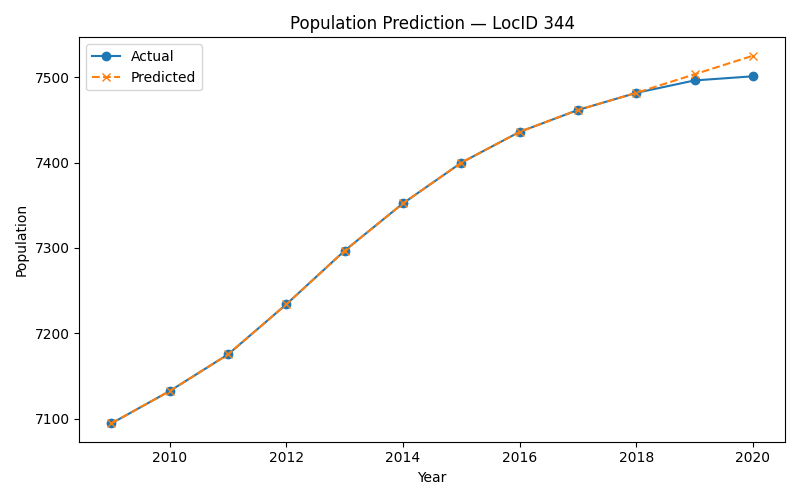 Population Prediction — LocID 344
Actual
Predicted
7500
7400
7300
7200
7100
Population
2010 2012 2014 2016 2018 2020
Year